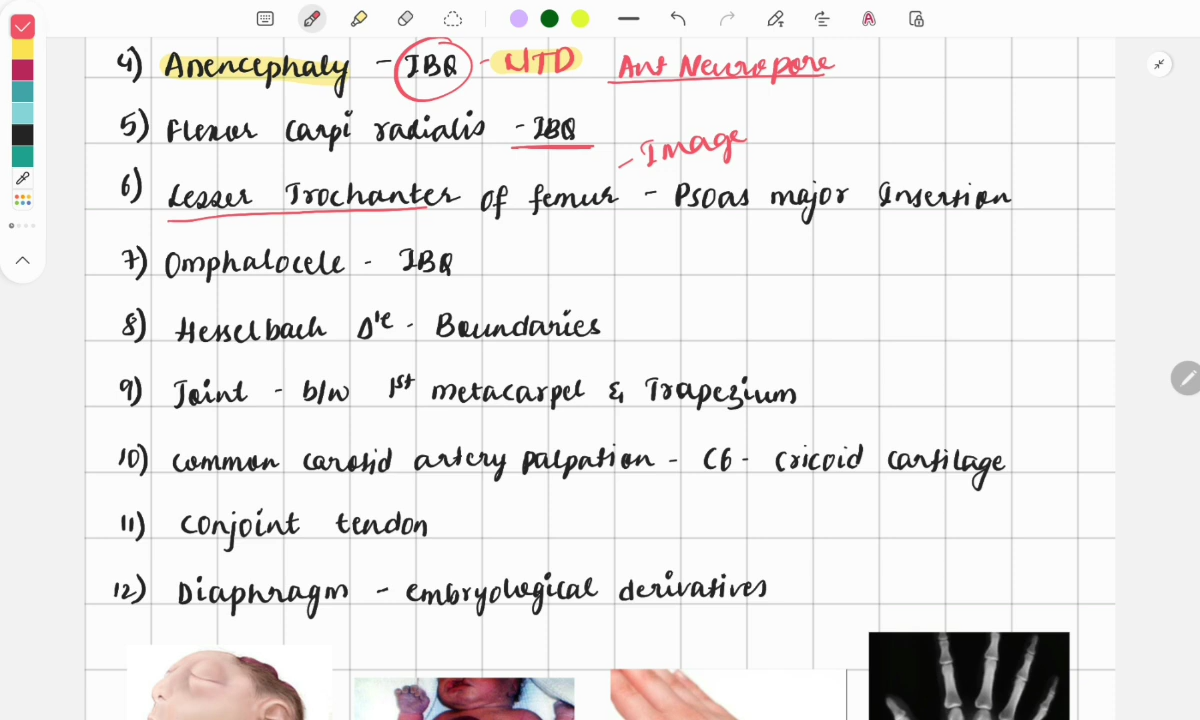 4) Anencephaly - IBQ - NTD Ant Neuropore
5) Flexor Carpi radialis - IBQ
- Image
6) Lesser Trochanter of femur - Psoas major Insertion
7) Omphalocele - IBQ
8) Hesselbach Δle - Boundaries
9) Joint - b/w 1st metacarpel & Trapezium
10) Common carotid artery palpation - C6 - cricoid cartilage
11) Conjoint tendon
12) Diaphragm - embryological derivatives